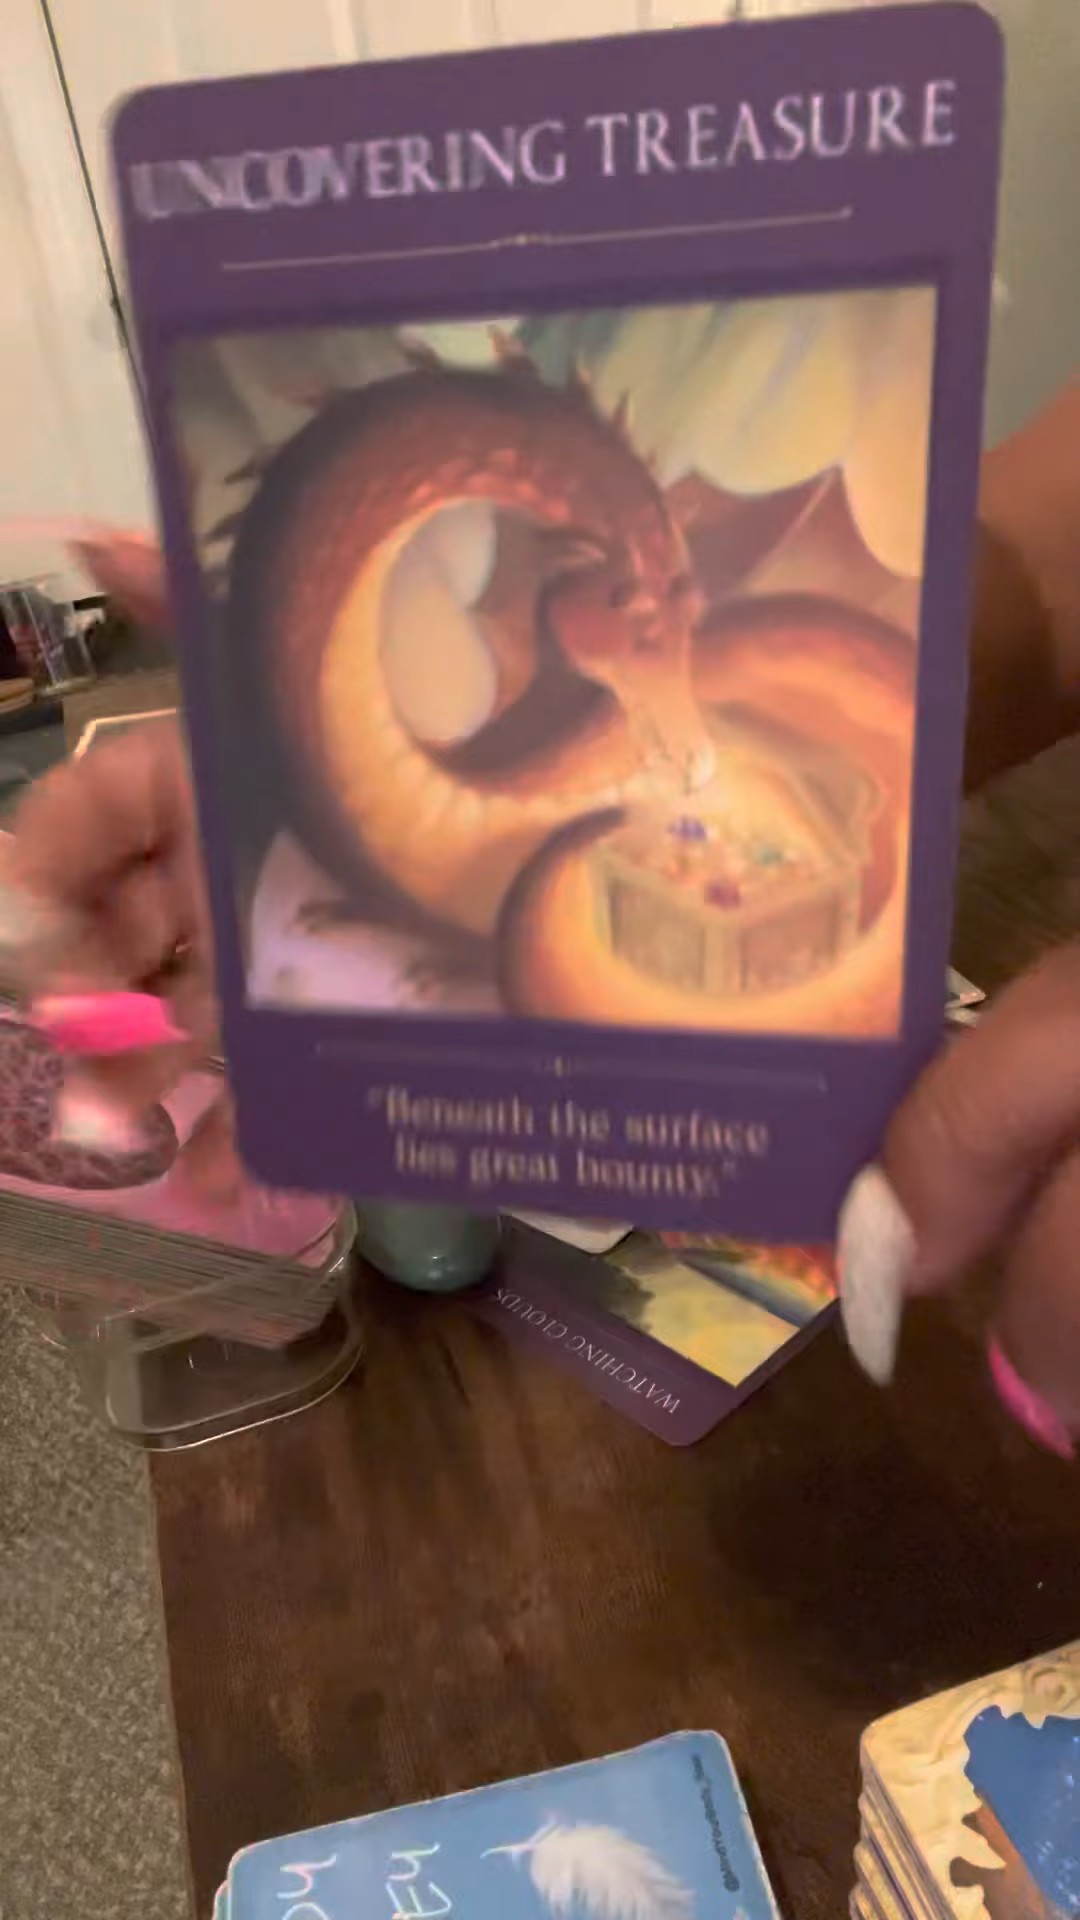 UNCOVERING TREASURE
"Beneath the surface
lies great bounty."
WATCHING CLOUDS